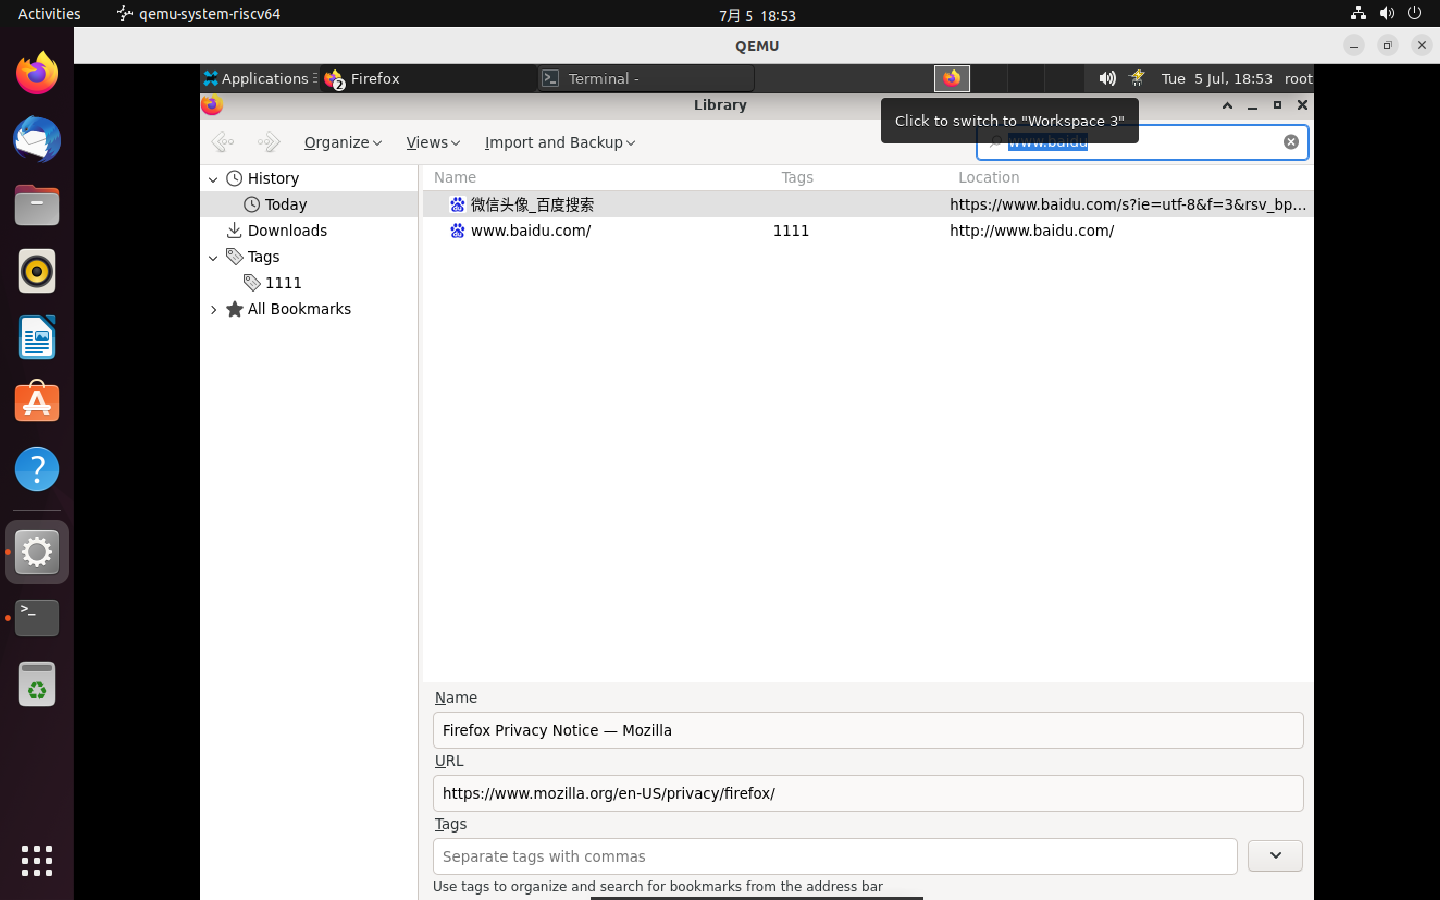 Activities qemu-system-riscv64 7月 5 18:53
QEMU
Applications Firefox Terminal - Tue 5 Jul, 18:53 root
2
Library
Click to switch to "Workspace 3"
Organize Views Import and Backup www.baidu
History
Today
Downloads
Tags
1111
All Bookmarks
Name Tags Location
微信头像_百度搜索 https://www.baidu.com/s?ie=utf-8&f=3&rsv_bp...
www.baidu.com/ 1111 http://www.baidu.com/
Name
Firefox Privacy Notice — Mozilla
URL
https://www.mozilla.org/en-US/privacy/firefox/
Tags
Separate tags with commas
Use tags to organize and search for bookmarks from the address bar